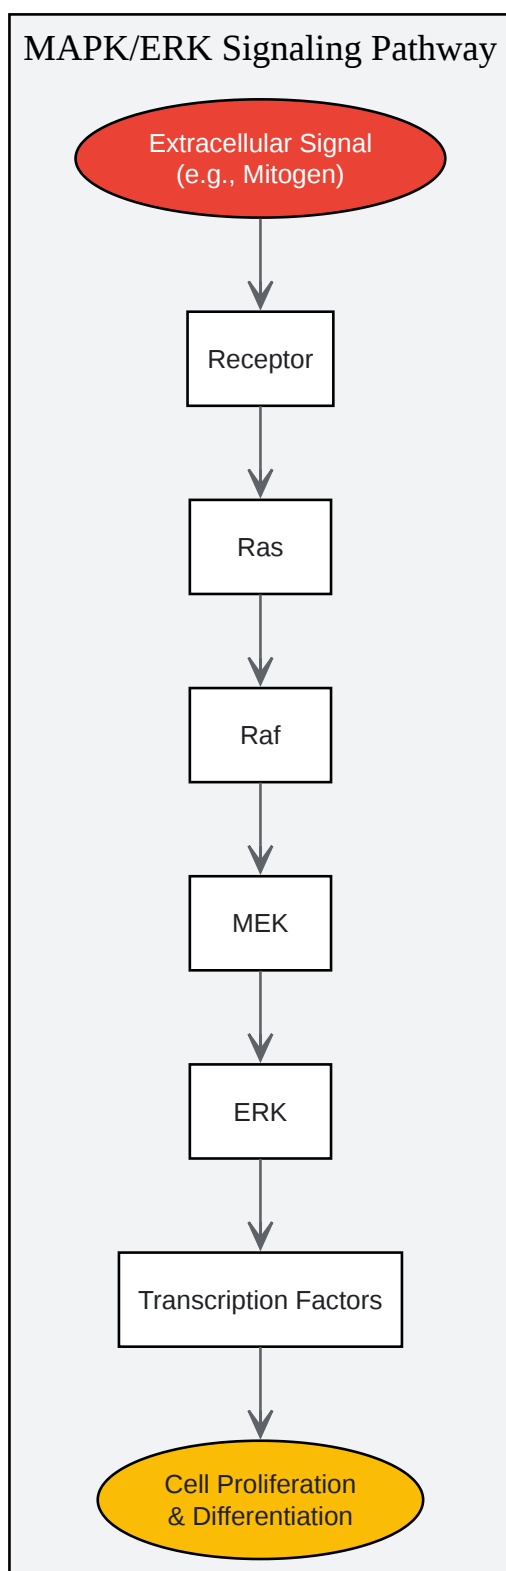 MAPK/ERK Signaling Pathway
Extracellular Signal
(e.g., Mitogen)
Receptor
Ras
Raf
MEK
ERK
Transcription Factors
Cell Proliferation
& Differentiation